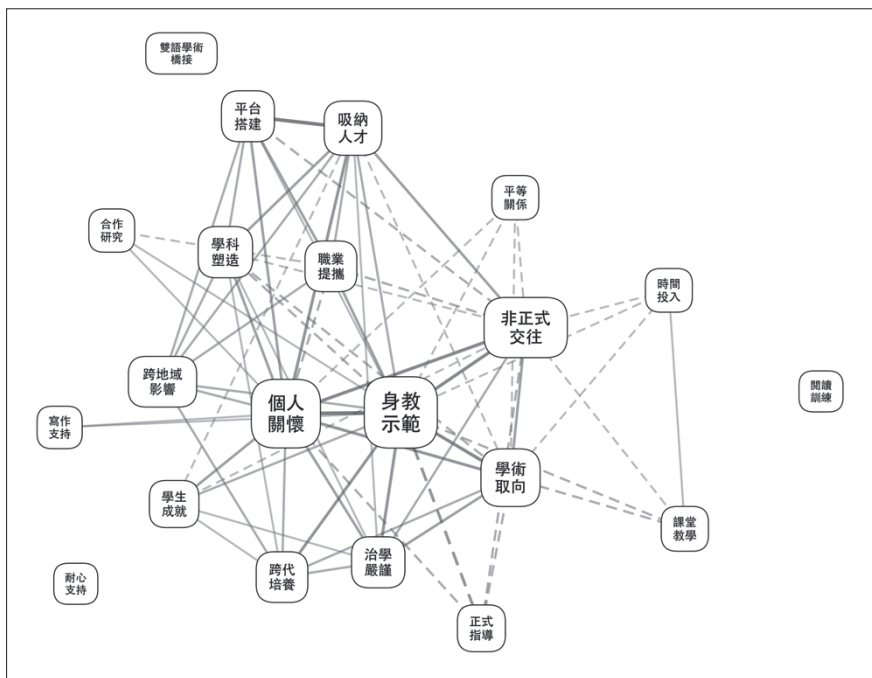 雙語學術
橋接
平台
搭建
吸納
人才
平等
關係
合作
研究
學科
塑造
職業
提攜
時間
投入
非正式
交往
跨地域
影響
個人
關懷
身教
示範
閱讀
訓練
寫作
支持
學術
取向
學生
成就
課堂
教學
跨代
培養
治學
嚴謹
耐心
支持
正式
指導